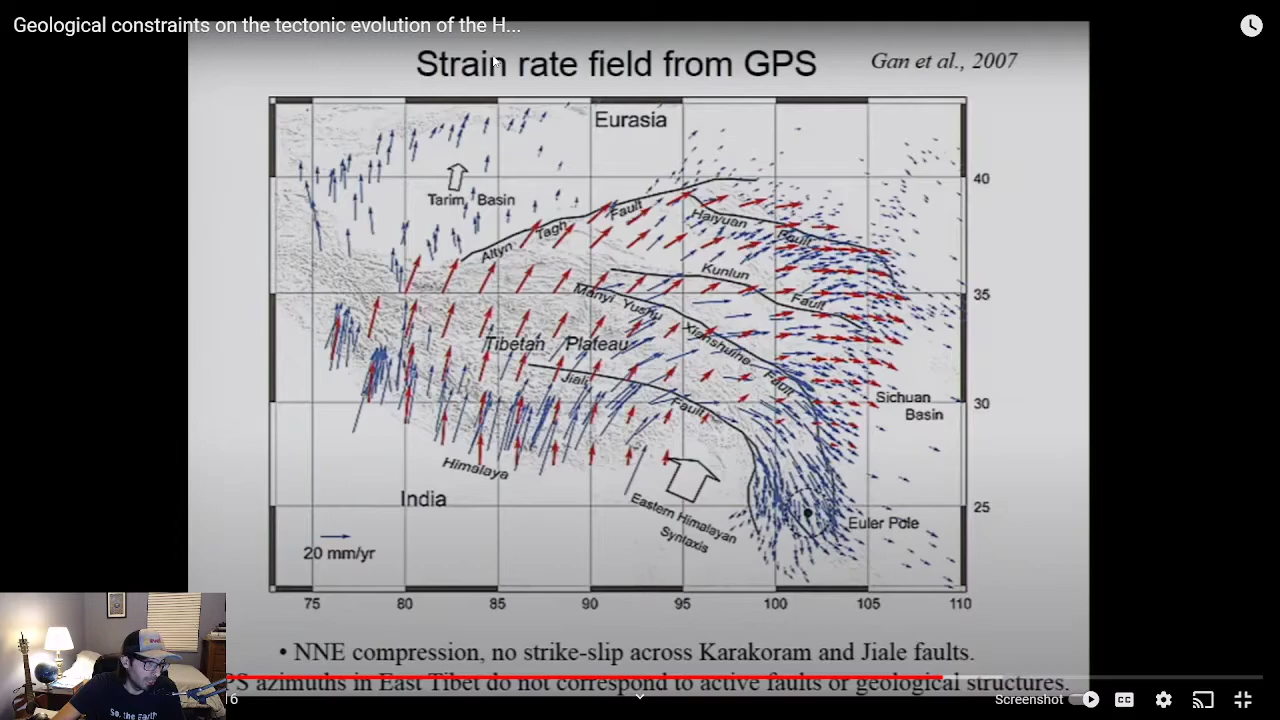 Geological constraints on the tectonic evolution of the H...
Strain rate field from GPS
Gan et al., 2007
Eurasia
40
Tarim Basin
Altyn Tagh Fault
Haiyuan Fault
Kunlun Fault
35
Manyi Yushu Xianshuihe Fault
Tibetan Plateau
Jiali Fault
Sichuan
Basin
30
Himalaya
India
25
Eastern Himalayan
Syntaxis
Euler Pole
20 mm/yr
75 80 85 90 95 100 105 110
• NNE compression, no strike-slip across Karakoram and Jiale faults.
S azimuths in East Tibet do not correspond to active faults or geological structures.
Screenshot
CC